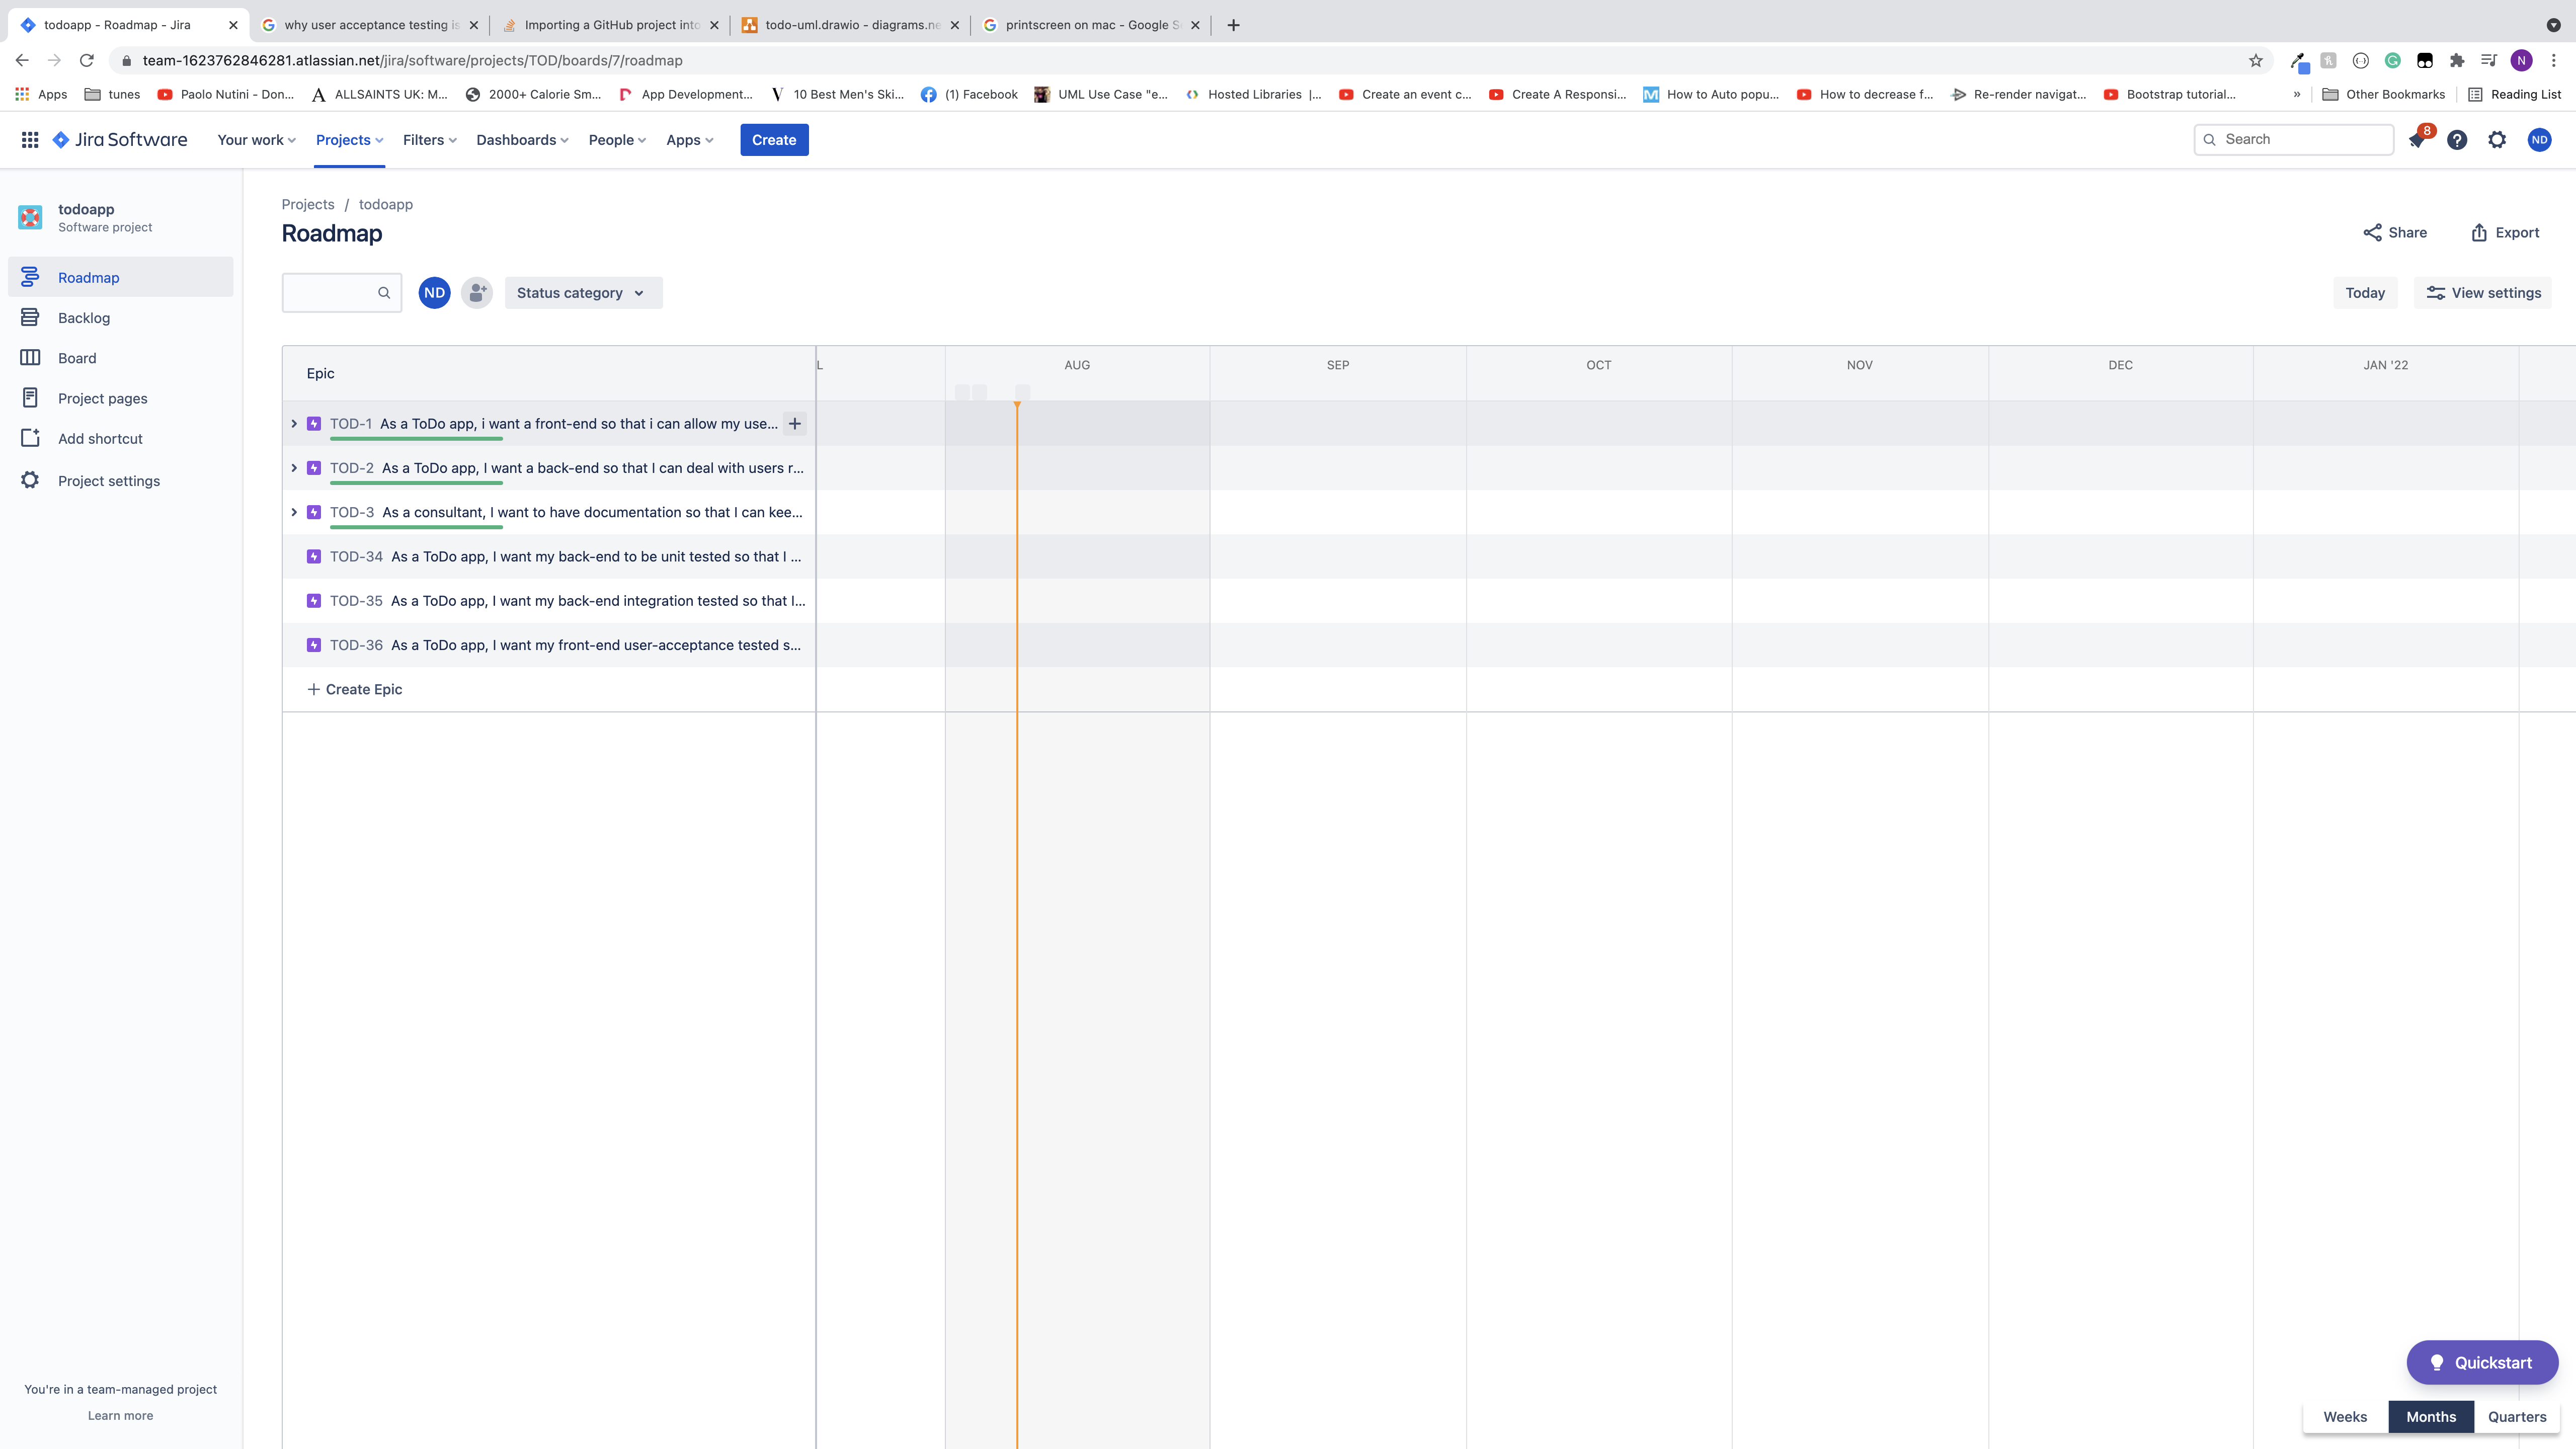 todoapp - Roadmap - Jira
why user acceptance testing is
Importing a GitHub project into
todo-uml.drawio - diagrams.ne
printscreen on mac - Google S
team-1623762846281.atlassian.net/jira/software/projects/TOD/boards/7/roadmap
N
Apps
tunes
Paolo Nutini - Don...
ALLSAINTS UK: M...
2000+ Calorie Sm...
App Development...
10 Best Men's Ski...
(1) Facebook
UML Use Case "e...
Hosted Libraries |...
Create an event c...
Create A Responsi...
How to Auto popu...
How to decrease f...
Re-render navigat...
Bootstrap tutorial...
»
Other Bookmarks
Reading List
Jira Software
Your work
Projects
Filters
Dashboards
People
Apps
Create
Search
8
ND
todoapp
Software project
Roadmap
Backlog
Board
Project pages
Add shortcut
Project settings
You're in a team-managed project
Learn more
Projects / todoapp
Roadmap
Share
Export
ND
Status category
Today
View settings
Epic
L
AUG
SEP
OCT
NOV
DEC
JAN '22
TOD-1 As a ToDo app, i want a front-end so that i can allow my use...
TOD-2 As a ToDo app, I want a back-end so that I can deal with users r...
TOD-3 As a consultant, I want to have documentation so that I can kee...
TOD-34 As a ToDo app, I want my back-end to be unit tested so that I ...
TOD-35 As a ToDo app, I want my back-end integration tested so that I...
TOD-36 As a ToDo app, I want my front-end user-acceptance tested s...
+ Create Epic
Quickstart
Weeks
Months
Quarters